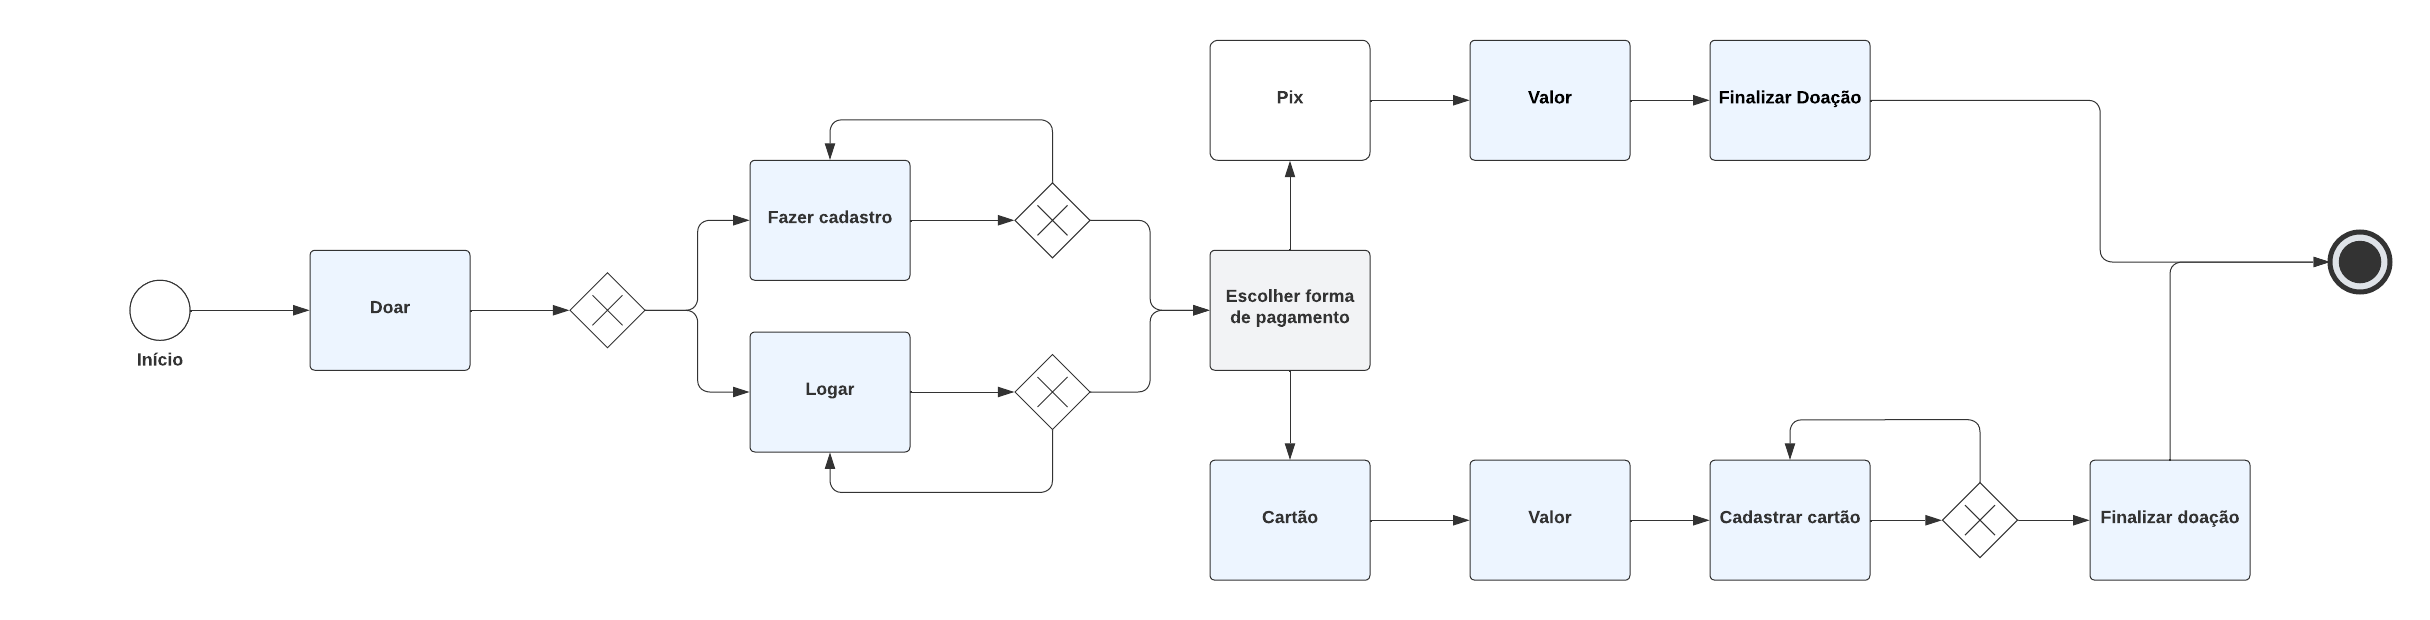 Início
Doar
Fazer cadastro
Logar
Escolher forma
de pagamento
Pix
Valor
Finalizar Doação
Cartão
Valor
Cadastrar cartão
Finalizar doação